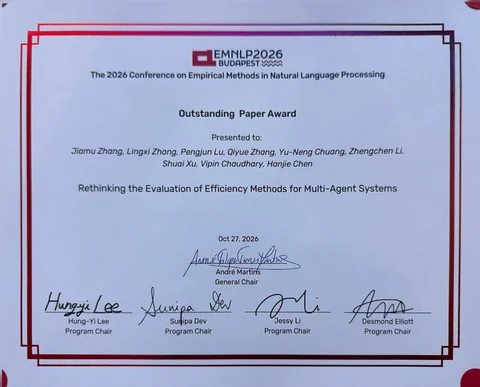 EMNLP2026
BUDAPEST
The 2026 Conference on Empirical Methods in Natural Language Processing
Outstanding Paper Award
Presented to:
Jiamu Zhang, Lingxi Zhang, Pengjun Lu, Qiyue Zhang, Yu-Neng Chuang, Zhengchen Li,
Shuai Xu, Vipin Chaudhary, Hanjie Chen
Rethinking the Evaluation of Efficiency Methods for Multi-Agent Systems
Oct 27, 2026
André Martins
General Chair
Hungyi Lee Sunipa Dev
Hung-Yi Lee Sunipa Dev Jessy Li Desmond Elliott
Program Chair Program Chair Program Chair Program Chair